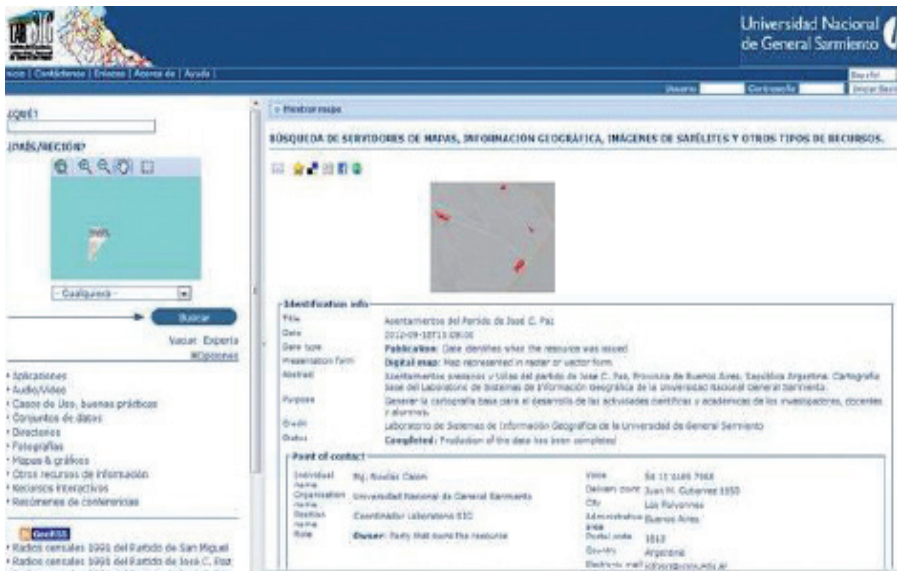 Universidad Nacional
de General Sarmiento
Inicio | Contáctenos | Enlaces | Acerca de | Ayuda |
Usuario Contraseña
¿QUÉ?
¿PAÍS/REGIÓN?
- Cualquiera -
Buscar
Vaciar Experta
Opciones
Aplicaciones
Audio/Video
Casos de Uso, buenas prácticas
Conjuntos de datos
Directorios
Fotografías
Mapas & gráficos
Otros recursos de información
Recursos interactivos
Resúmenes de conferencias
GeoRSS
Radios censales 1991 del Partido de San Miguel
Radios censales 1991 del Partido de José C. Paz
Mostrar mapa
BÚSQUEDA DE SERVIDORES DE MAPAS, INFORMACIÓN GEOGRÁFICA, IMÁGENES DE SATÉLITES Y OTROS TIPOS DE RECURSOS.
Identification info
Title Asentamientos del Partido de José C. Paz
Date
Date type Publication: Date identifies when the resource was issued
Presentation form Digital map: Map represented in raster or vector form
Abstract Asentamientos precarios y villas del partido de Jose C. Paz, Provincia de Buenos Aires, República Argentina. Cartografía
base del Laboratorio de Sistemas de Información Geográfica de la Universidad Nacional General Sarmiento.
Purpose Generar la cartografía base para el desarrollo de las actividades científicas y académicas de los investigadores, docentes
y alumnos.
Credit Laboratorio de Sistemas de Información Geográfica de la Universidad de General Sarmiento
Status Completed: Production of the data has been completed
Point of contact
Individual name
Organisation name Universidad Nacional de General Sarmiento
Position name Coordinador Laboratorio SIG
Role Owner: Party that owns the resource
Voice
Delivery point Juan M. Gutierrez 1150
City Los Polvorines
Administrative area Buenos Aires
Postal code 1613
Country Argentina
Electronic mail